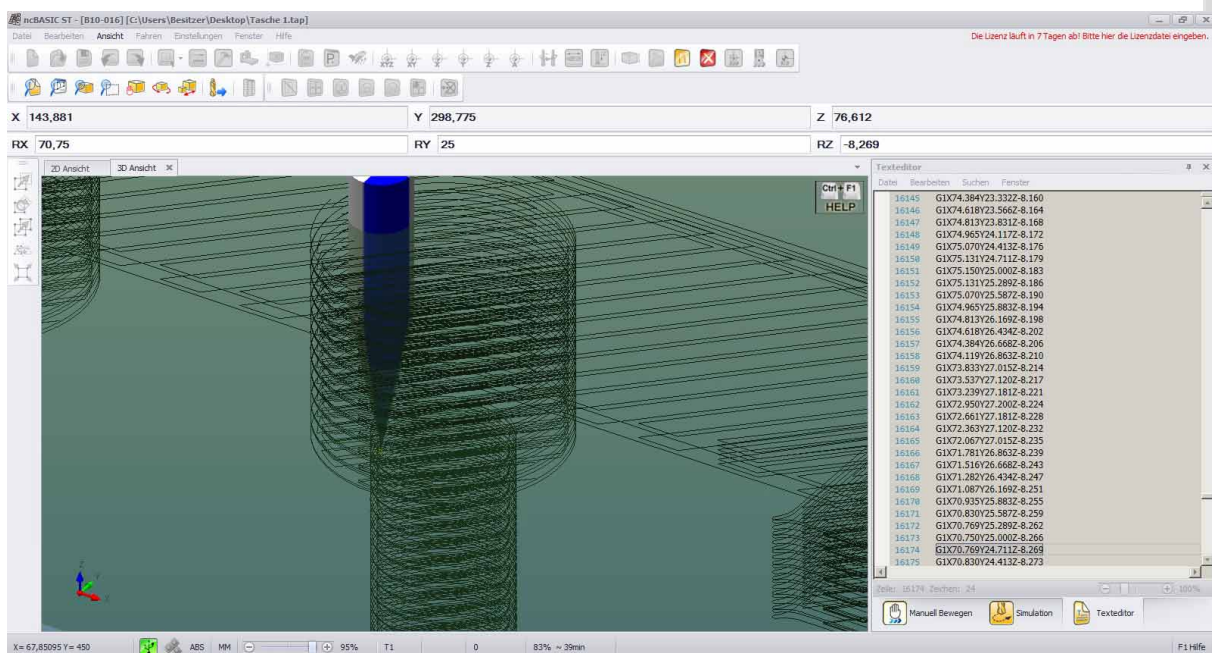 ncBASIC ST - [B10-016] [C:\Users\Besitzer\Desktop\Tasche 1.tap]
Datei Bearbeiten Ansicht Fahren Einstellungen Fenster Hilfe
Die Lizenz läuft in 7 Tagen ab! Bitte hier die Lizenzdatei eingeben.
XYZ XY X Y Z A
X 143,881 Y 298,775 Z 76,612
RX 70,75 RY 25 RZ -8,269
2D Ansicht 3D Ansicht
Ctrl + F1
HELP
Texteditor
Datei Bearbeiten Suchen Fenster
16145 G1X74.384Y23.332Z-8.160
16146 G1X74.618Y23.566Z-8.164
16147 G1X74.813Y23.831Z-8.168
16148 G1X74.965Y24.117Z-8.172
16149 G1X75.070Y24.413Z-8.176
16150 G1X75.131Y24.711Z-8.179
16151 G1X75.150Y25.000Z-8.183
16152 G1X75.131Y25.289Z-8.186
16153 G1X75.070Y25.587Z-8.190
16154 G1X74.965Y25.883Z-8.194
16155 G1X74.813Y26.169Z-8.198
16156 G1X74.618Y26.434Z-8.202
16157 G1X74.384Y26.668Z-8.206
16158 G1X74.119Y26.863Z-8.210
16159 G1X73.833Y27.015Z-8.214
16160 G1X73.537Y27.120Z-8.217
16161 G1X73.239Y27.181Z-8.221
16162 G1X72.950Y27.200Z-8.224
16163 G1X72.661Y27.181Z-8.228
16164 G1X72.363Y27.120Z-8.232
16165 G1X72.067Y27.015Z-8.235
16166 G1X71.781Y26.863Z-8.239
16167 G1X71.516Y26.668Z-8.243
16168 G1X71.282Y26.434Z-8.247
16169 G1X71.087Y26.169Z-8.251
16170 G1X70.935Y25.883Z-8.255
16171 G1X70.830Y25.587Z-8.259
16172 G1X70.769Y25.289Z-8.262
16173 G1X70.750Y25.000Z-8.266
16174 G1X70.769Y24.711Z-8.269
16175 G1X70.830Y24.413Z-8.273
Zeile: 16174 Zeichen: 24 100%
Manuell Bewegen Simulation Texteditor
Z Y X
X= 67,85095 Y= 450 ABS MM 95% T1 0 83% ~ 39min F1 Hilfe